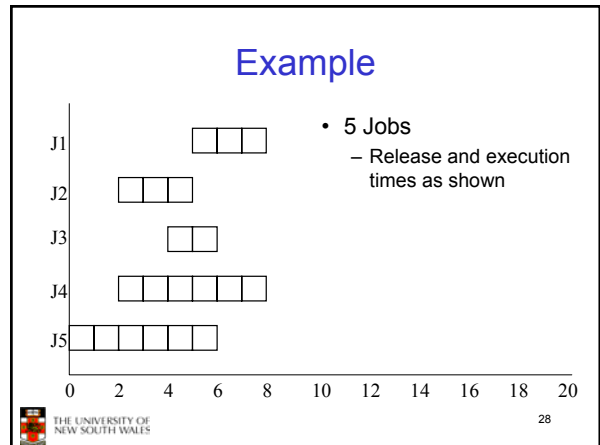 Example
• 5 Jobs
– Release and execution
times as shown
J1
J2
J3
J4
J5
0 2 4 6 8 10 12 14 16 18 20
THE UNIVERSITY OF
NEW SOUTH WALES
28